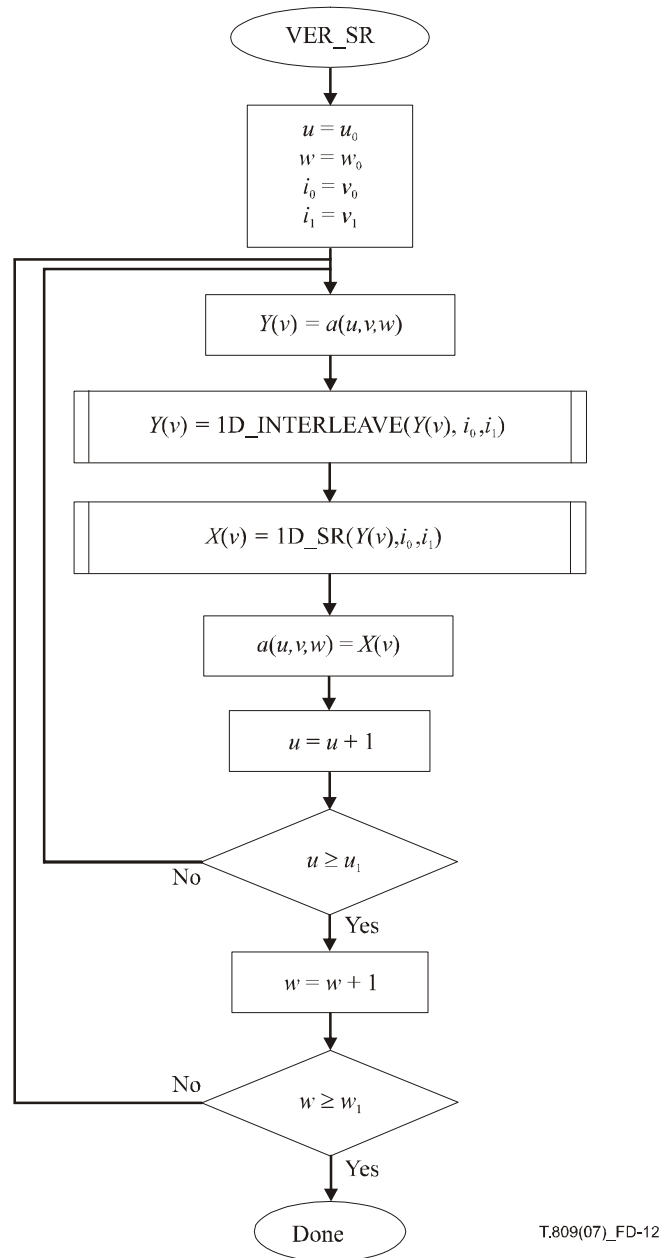 VER_SR
u = u₀
w = w₀
i₀ = v₀
i₁ = v₁
Y(v) = a(u,v,w)
Y(v) = 1D_INTERLEAVE(Y(v), i₀,i₁)
X(v) = 1D_SR(Y(v),i₀,i₁)
a(u,v,w) = X(v)
u = u + 1
u ≥ u₁
No
Yes
w = w + 1
No
w ≥ w₁
Yes
Done
T.809(07)_FD-12